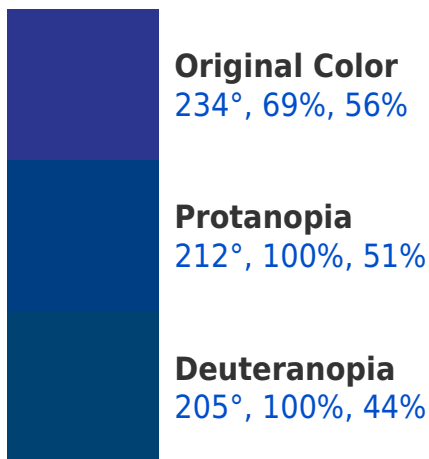 Original Color
234°, 69%, 56%
Protanopia
212°, 100%, 51%
Deuteranopia
205°, 100%, 44%